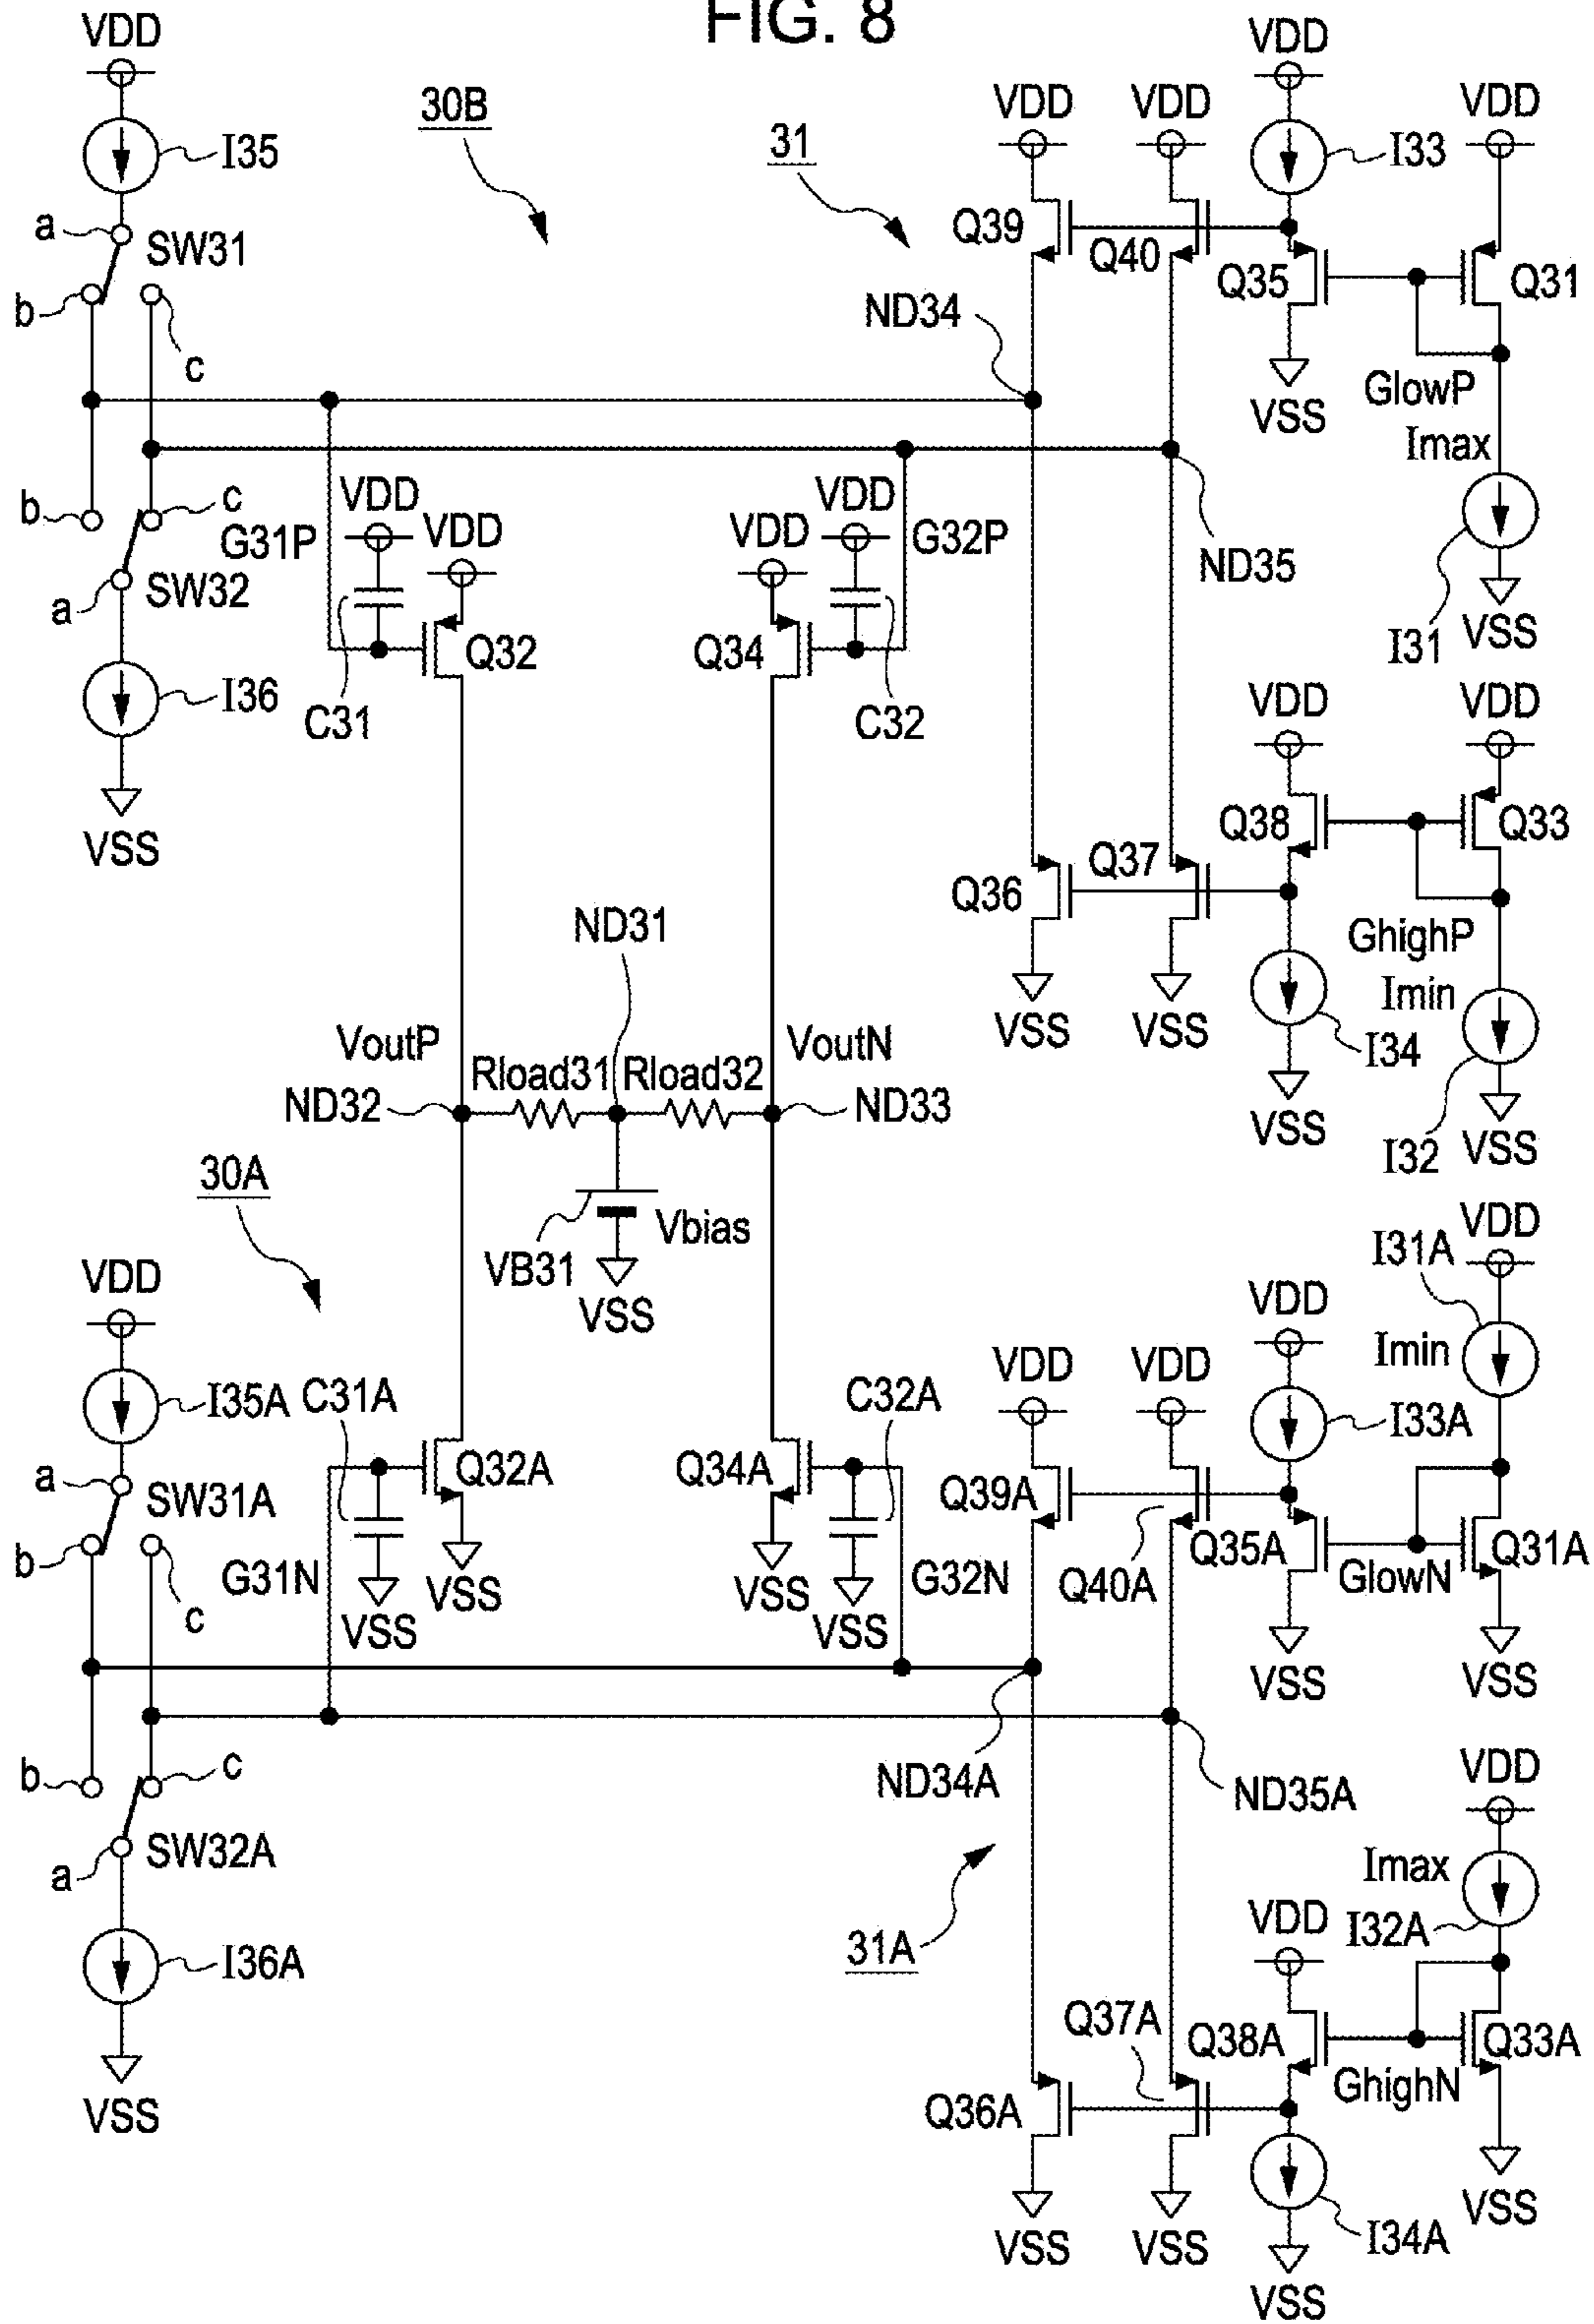 FIG. 8
VDD
I35
a
SW31
b
c
b
c
SW32
a
I36
VSS
30B
31
VDD
VDD
VDD
VDD
I33
Q39
Q40
Q35
Q31
ND34
VSS
GlowP
Imax
I31
VSS
ND35
G31P
VDD
VDD
C31
Q32
VDD
VDD
G32P
Q34
C32
VDD
VDD
Q38
Q33
Q36
Q37
VSS
VSS
GhighP
Imin
I34
VSS
I32
VSS
ND31
VoutP
VoutN
Rload31
Rload32
ND32
ND33
VB31
Vbias
VSS
30A
VDD
I35A
a
SW31A
b
c
b
c
SW32A
a
I36A
VSS
C31A
Q32A
G31N
VSS
VSS
C32A
Q34A
VSS
VSS
G32N
VDD
VDD
VDD
VDD
I31A
Imin
I33A
Q39A
Q40A
Q35A
GlowN
Q31A
VSS
VSS
ND34A
ND35A
31A
VDD
Imax
I32A
VDD
Q37A
Q38A
Q33A
GhighN
Q36A
VSS
VSS
I34A
VSS
VSS